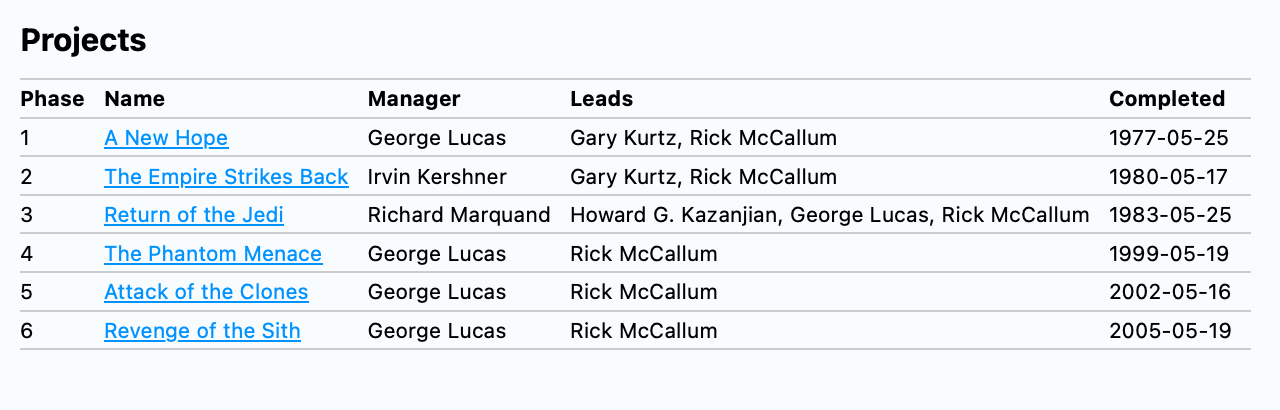 Projects
Phase Name Manager Leads Completed
1 A New Hope George Lucas Gary Kurtz, Rick McCallum 1977-05-25
2 The Empire Strikes Back Irvin Kershner Gary Kurtz, Rick McCallum 1980-05-17
3 Return of the Jedi Richard Marquand Howard G. Kazanjian, George Lucas, Rick McCallum 1983-05-25
4 The Phantom Menace George Lucas Rick McCallum 1999-05-19
5 Attack of the Clones George Lucas Rick McCallum 2002-05-16
6 Revenge of the Sith George Lucas Rick McCallum 2005-05-19